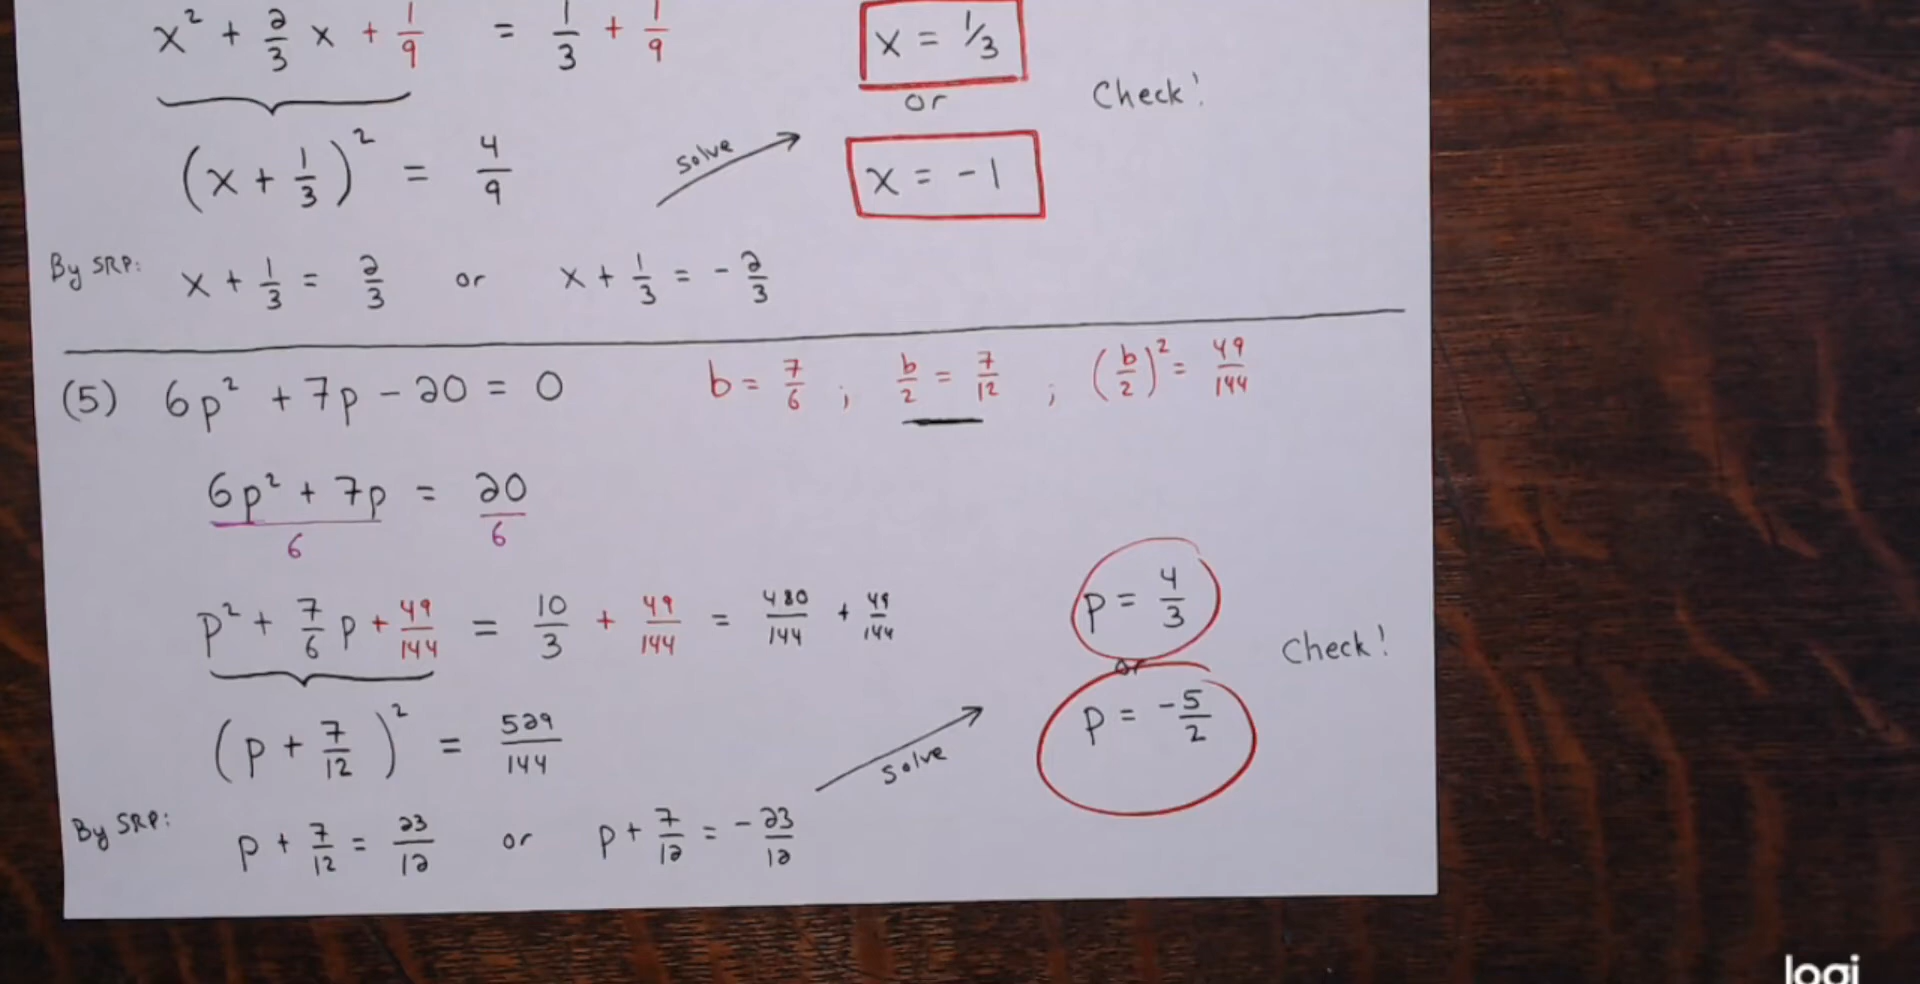 x² + 2/3 x + 1/9 = 1/3 + 1/9
(x + 1/3)² = 4/9
By SRP: x + 1/3 = 2/3 or x + 1/3 = -2/3
solve
x = 1/3
or
x = -1
Check!
(5) 6p² + 7p - 20 = 0
b = 7/6 ; b/2 = 7/12 ; (b/2)² = 49/144
6p² + 7p / 6 = 20/6
p² + 7/6 p + 49/144 = 10/3 + 49/144 = 480/144 + 49/144
(p + 7/12)² = 529/144
By SRP: p + 7/12 = 23/12 or p + 7/12 = -23/12
solve
p = 4/3
or
p = -5/2
Check!
logi